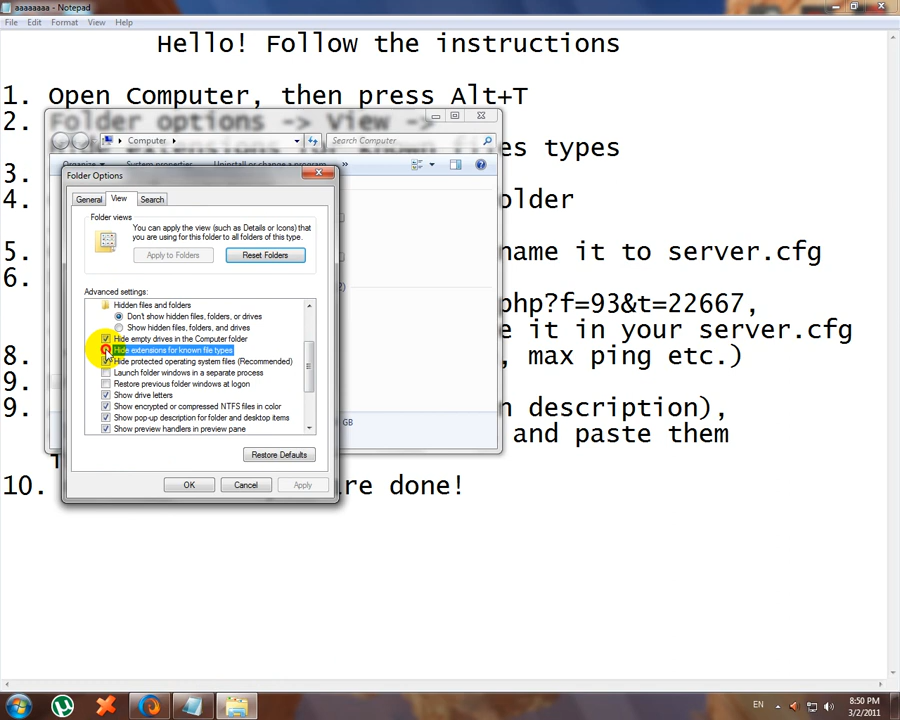 aaaaaaaa - Notepad
File Edit Format View Help
Hello! Follow the instructions
1. Open Computer, then press Alt+T
2. Folder options -> View ->
Computer
Search Computer
Organize System properties Uninstall or change a program »
es types
3.
4. older
5. name it to server.cfg
6.
php?f=93&t=22667,
e it in your server.cfg
8. , max ping etc.)
9.
9. n description),
and paste them
10. re done!
GB
Folder Options
General View Search
Folder views
You can apply the view (such as Details or Icons) that
you are using for this folder to all folders of this type.
Apply to Folders Reset Folders
Advanced settings:
Hidden files and folders
Don't show hidden files, folders, or drives
Show hidden files, folders, and drives
Hide empty drives in the Computer folder
Hide extensions for known file types
Hide protected operating system files (Recommended)
Launch folder windows in a separate process
Restore previous folder windows at logon
Show drive letters
Show encrypted or compressed NTFS files in color
Show pop-up description for folder and desktop items
Show preview handlers in preview pane
Restore Defaults
OK Cancel Apply
EN
8:50 PM
3/2/2011